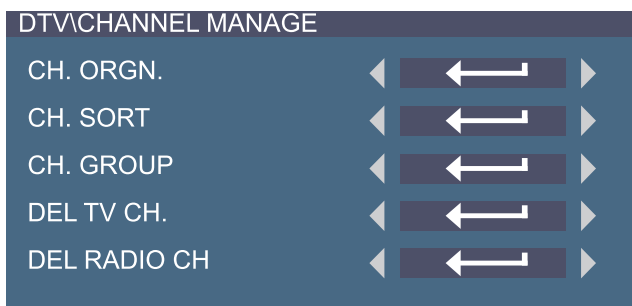 DTV\CHANNEL MANAGE
CH. ORGN.
CH. SORT
CH. GROUP
DEL TV CH.
DEL RADIO CH